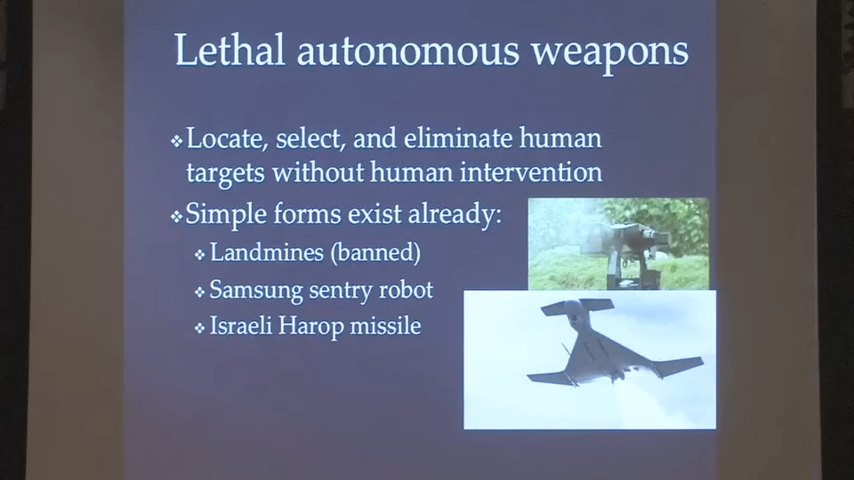 Lethal autonomous weapons
❖Locate, select, and eliminate human
targets without human intervention
❖Simple forms exist already:
❖ Landmines (banned)
❖ Samsung sentry robot
❖ Israeli Harop missile